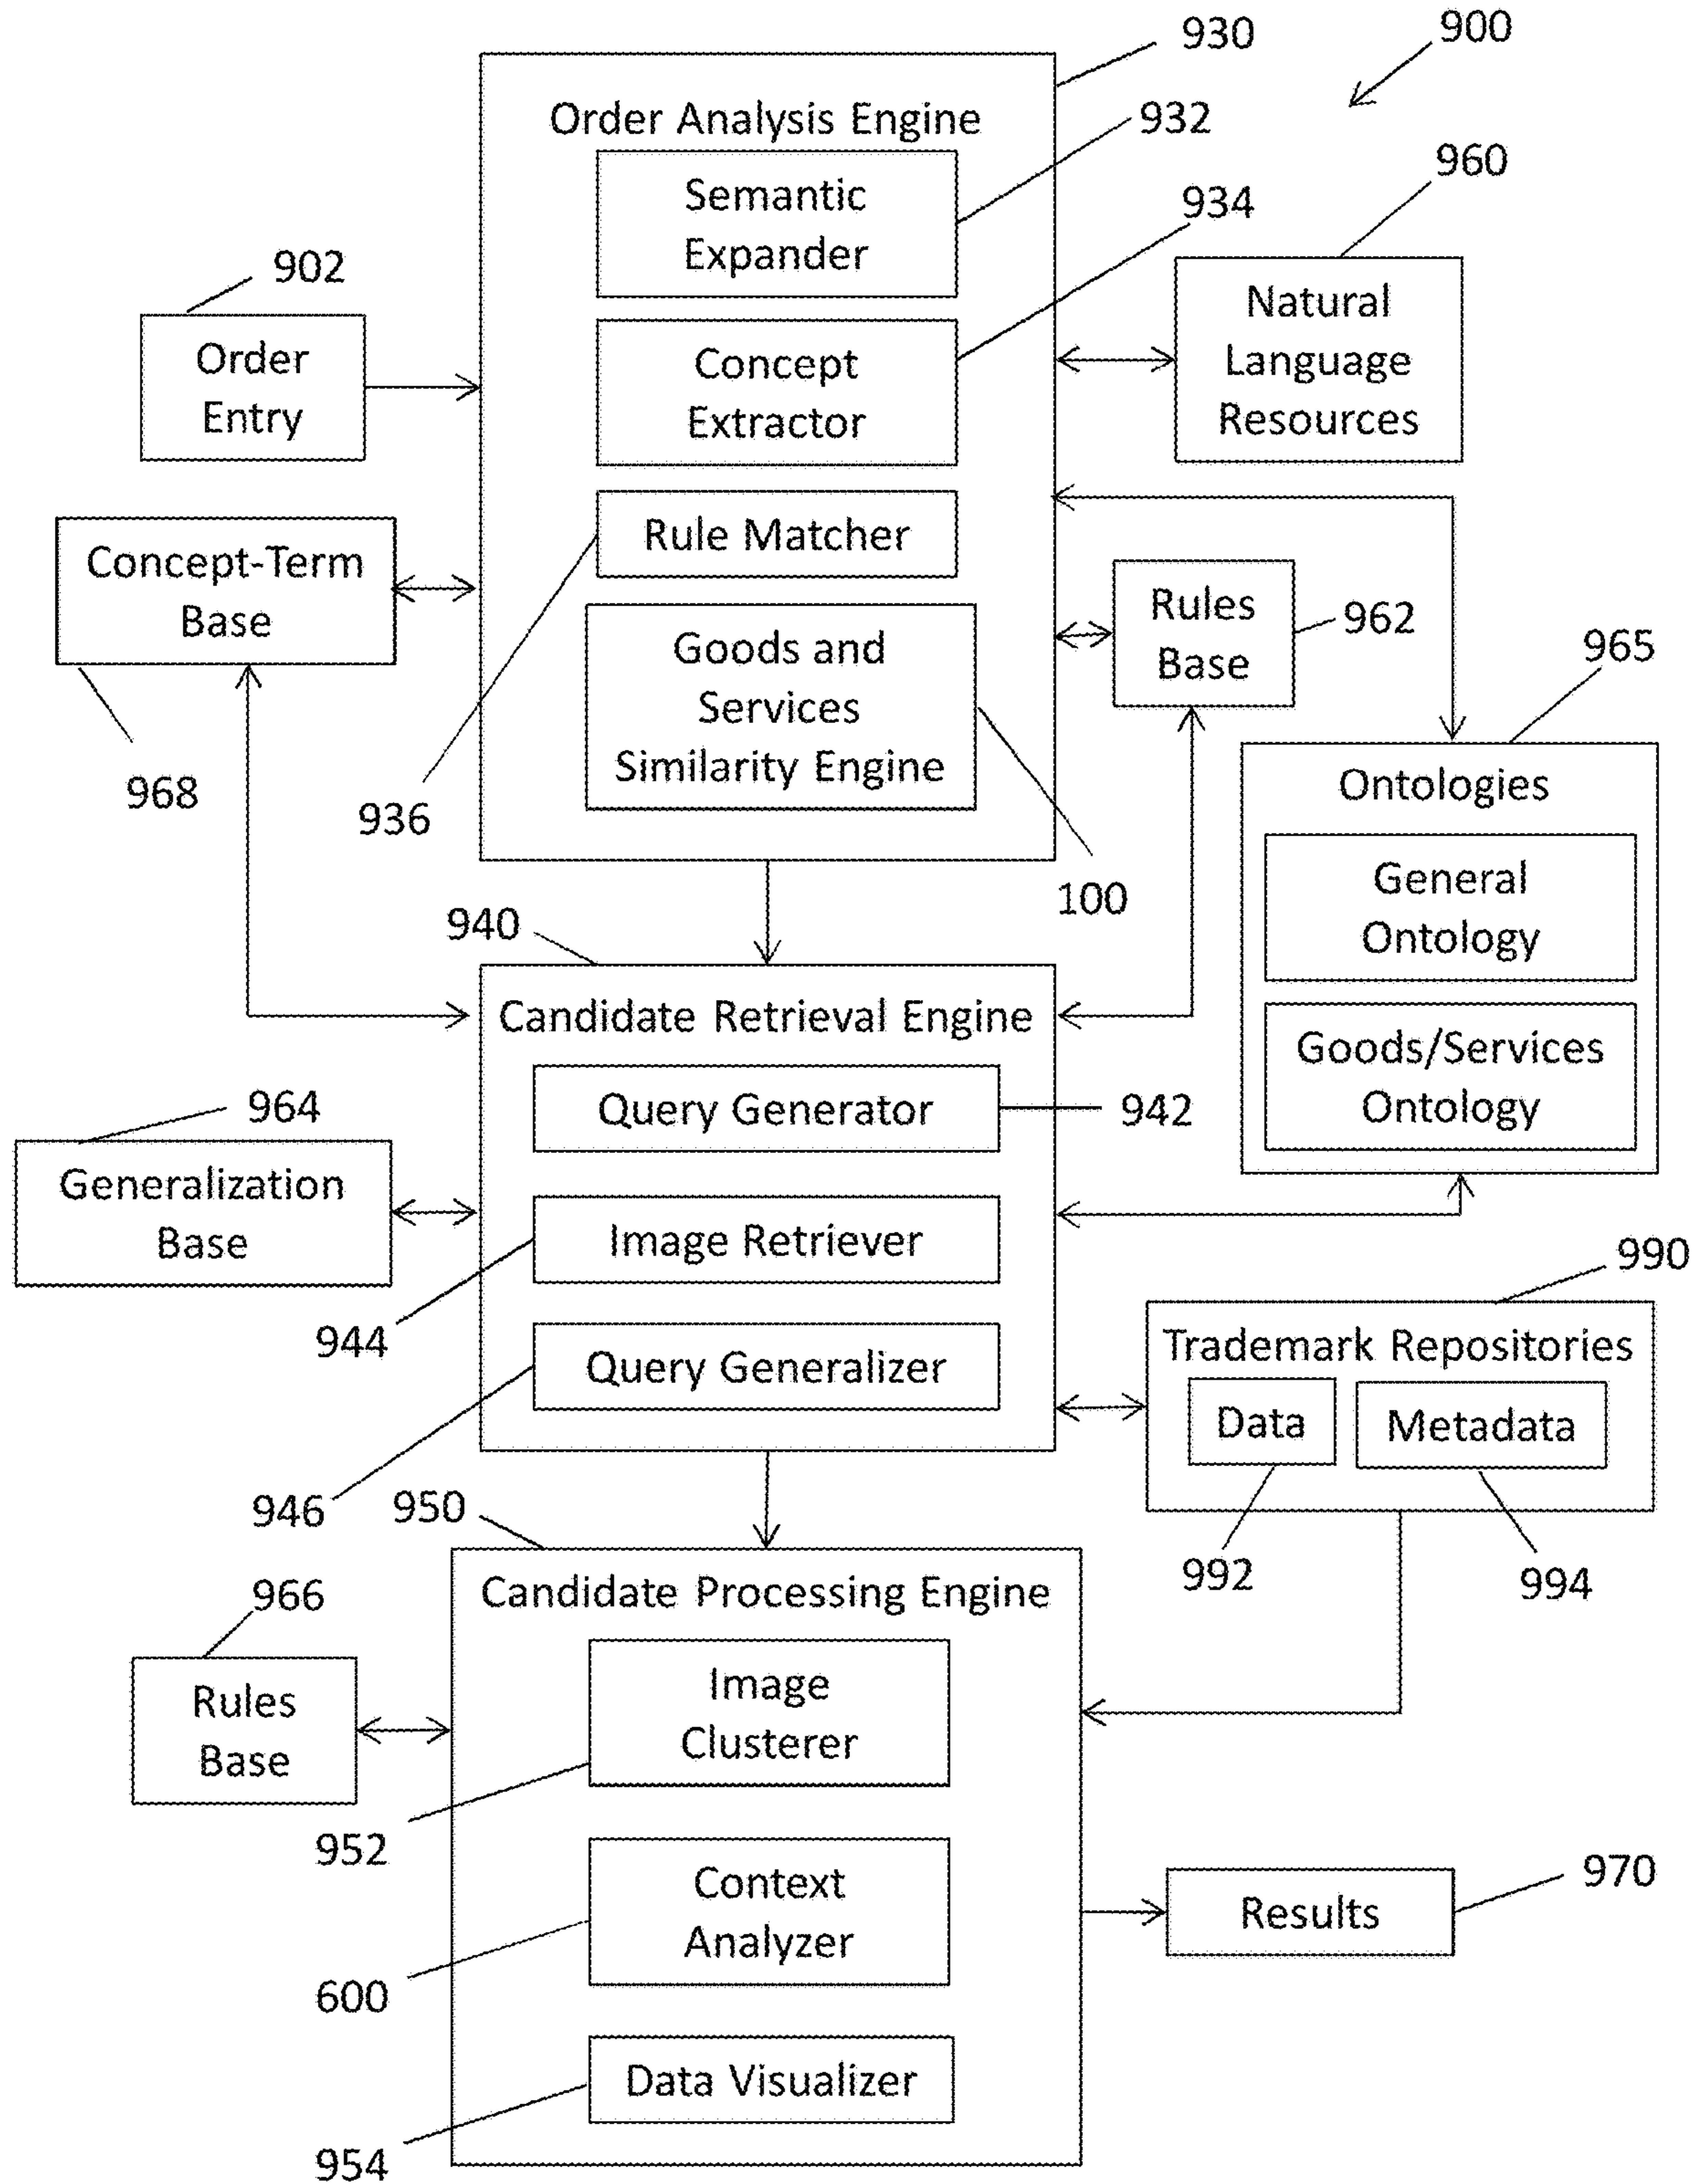 930
900
Order Analysis Engine
932
Semantic
Expander
960
934
902
Natural
Language
Resources
Order
Entry
Concept
Extractor
Rule Matcher
Concept-Term
Base
Rules
Base
962
965
Goods and
Services
Similarity Engine
968
936
Ontologies
General
Ontology
100
940
Candidate Retrieval Engine
Goods/Services
Ontology
964
Query Generator
942
Generalization
Base
Image Retriever
990
944
Trademark Repositories
Query Generalizer
Data
Metadata
946
950
992
994
966
Candidate Processing Engine
Rules
Base
Image
Clusterer
952
970
Context
Analyzer
Results
600
Data Visualizer
954